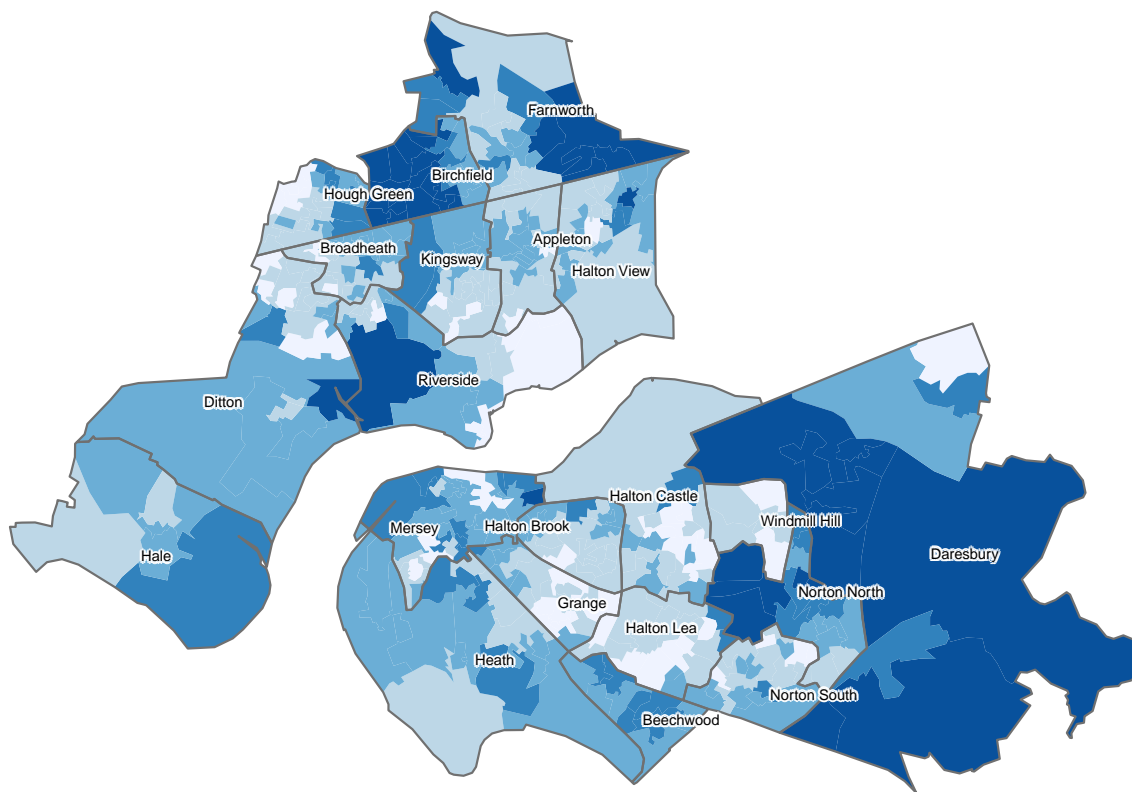 Farnworth
Birchfield
Hough Green
Appleton
Broadheath
Kingsway
Halton View
Riverside
Ditton
Halton Castle
Windmill Hill
Mersey
Halton Brook
Hale
Daresbury
Norton North
Grange
Halton Lea
Heath
Norton South
Beechwood